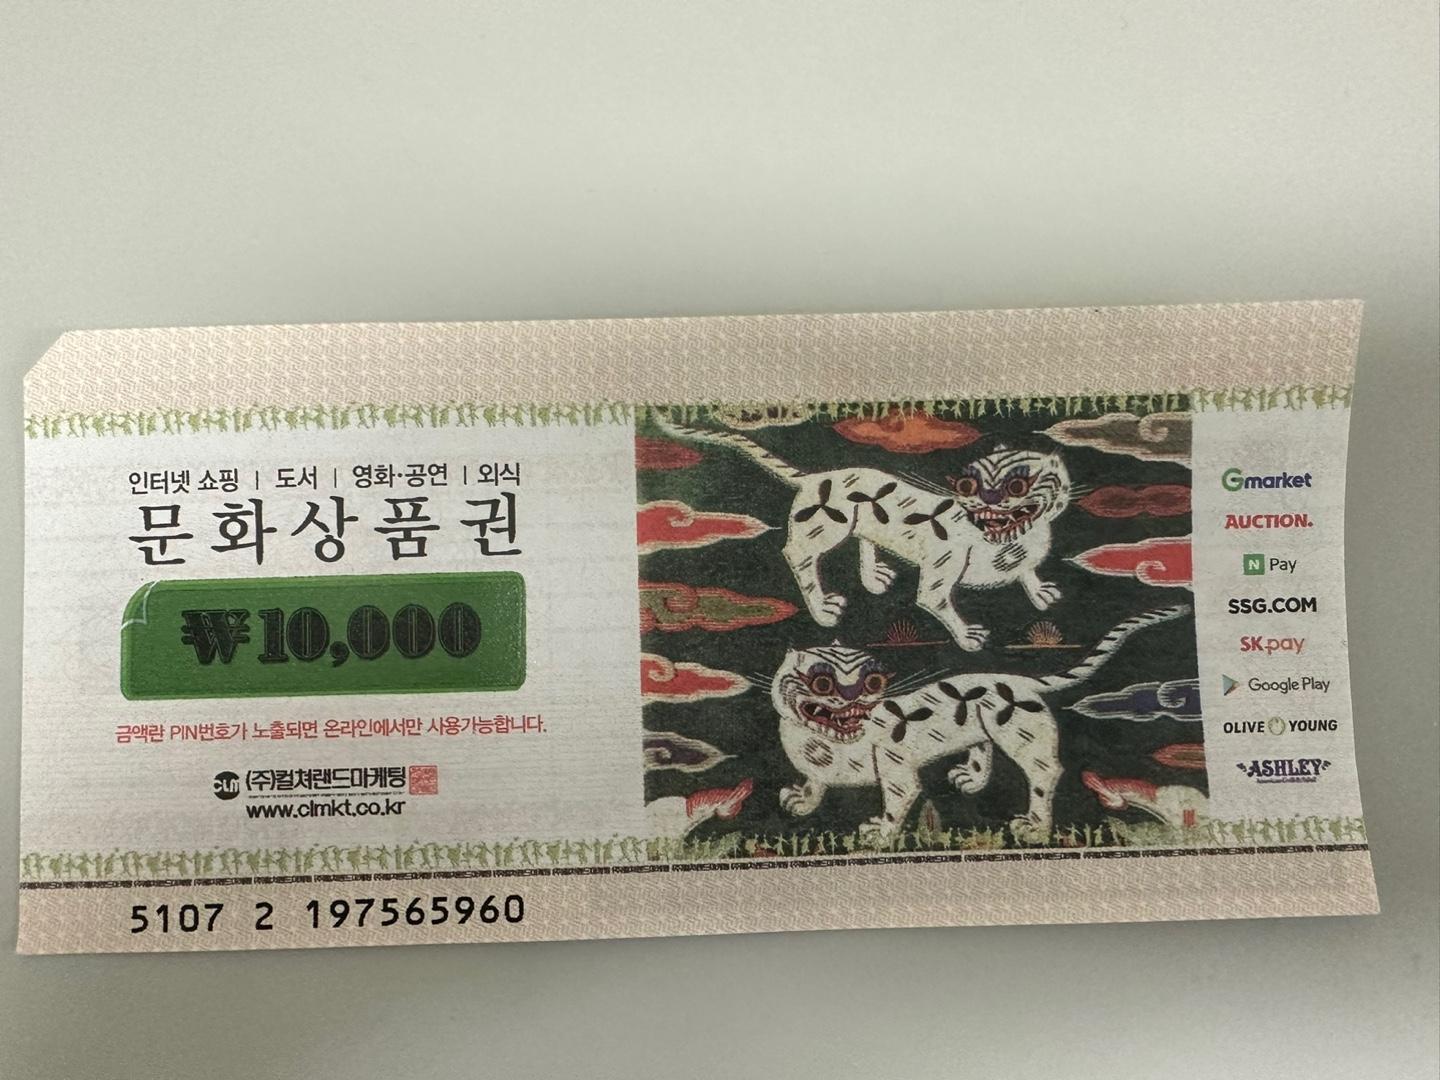 인터넷 쇼핑 | 도서 | 영화·공연 | 외식
문화상품권
₩10,000
금액란 PIN번호가 노출되면 온라인에서만 사용가능합니다.
CLM (주)컬쳐랜드마케팅
www.clmkt.co.kr
5107 2 197565960
Gmarket
AUCTION.
N Pay
SSG.COM
SK pay
Google Play
OLIVE YOUNG
ASHLEY